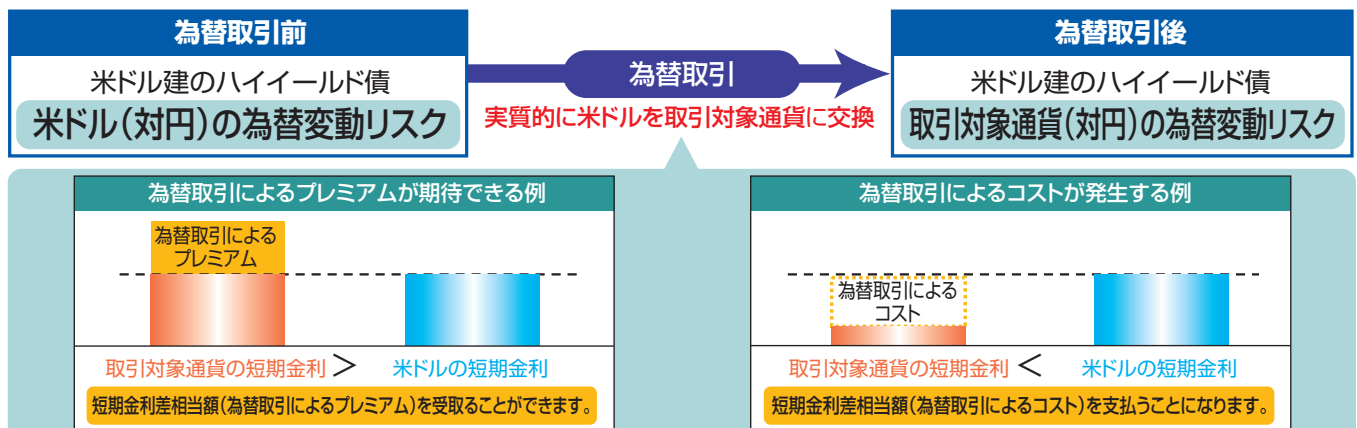 為替取引前
米ドル建のハイイールド債
米ドル(対円)の為替変動リスク
為替取引
実質的に米ドルを取引対象通貨に交換
為替取引後
米ドル建のハイイールド債
取引対象通貨(対円)の為替変動リスク
為替取引によるプレミアムが期待できる例
為替取引による
プレミアム
取引対象通貨の短期金利 > 米ドルの短期金利
短期金利差相当額(為替取引によるプレミアム)を受取ることができます。
為替取引によるコストが発生する例
為替取引による
コスト
取引対象通貨の短期金利 < 米ドルの短期金利
短期金利差相当額(為替取引によるコスト)を支払うことになります。